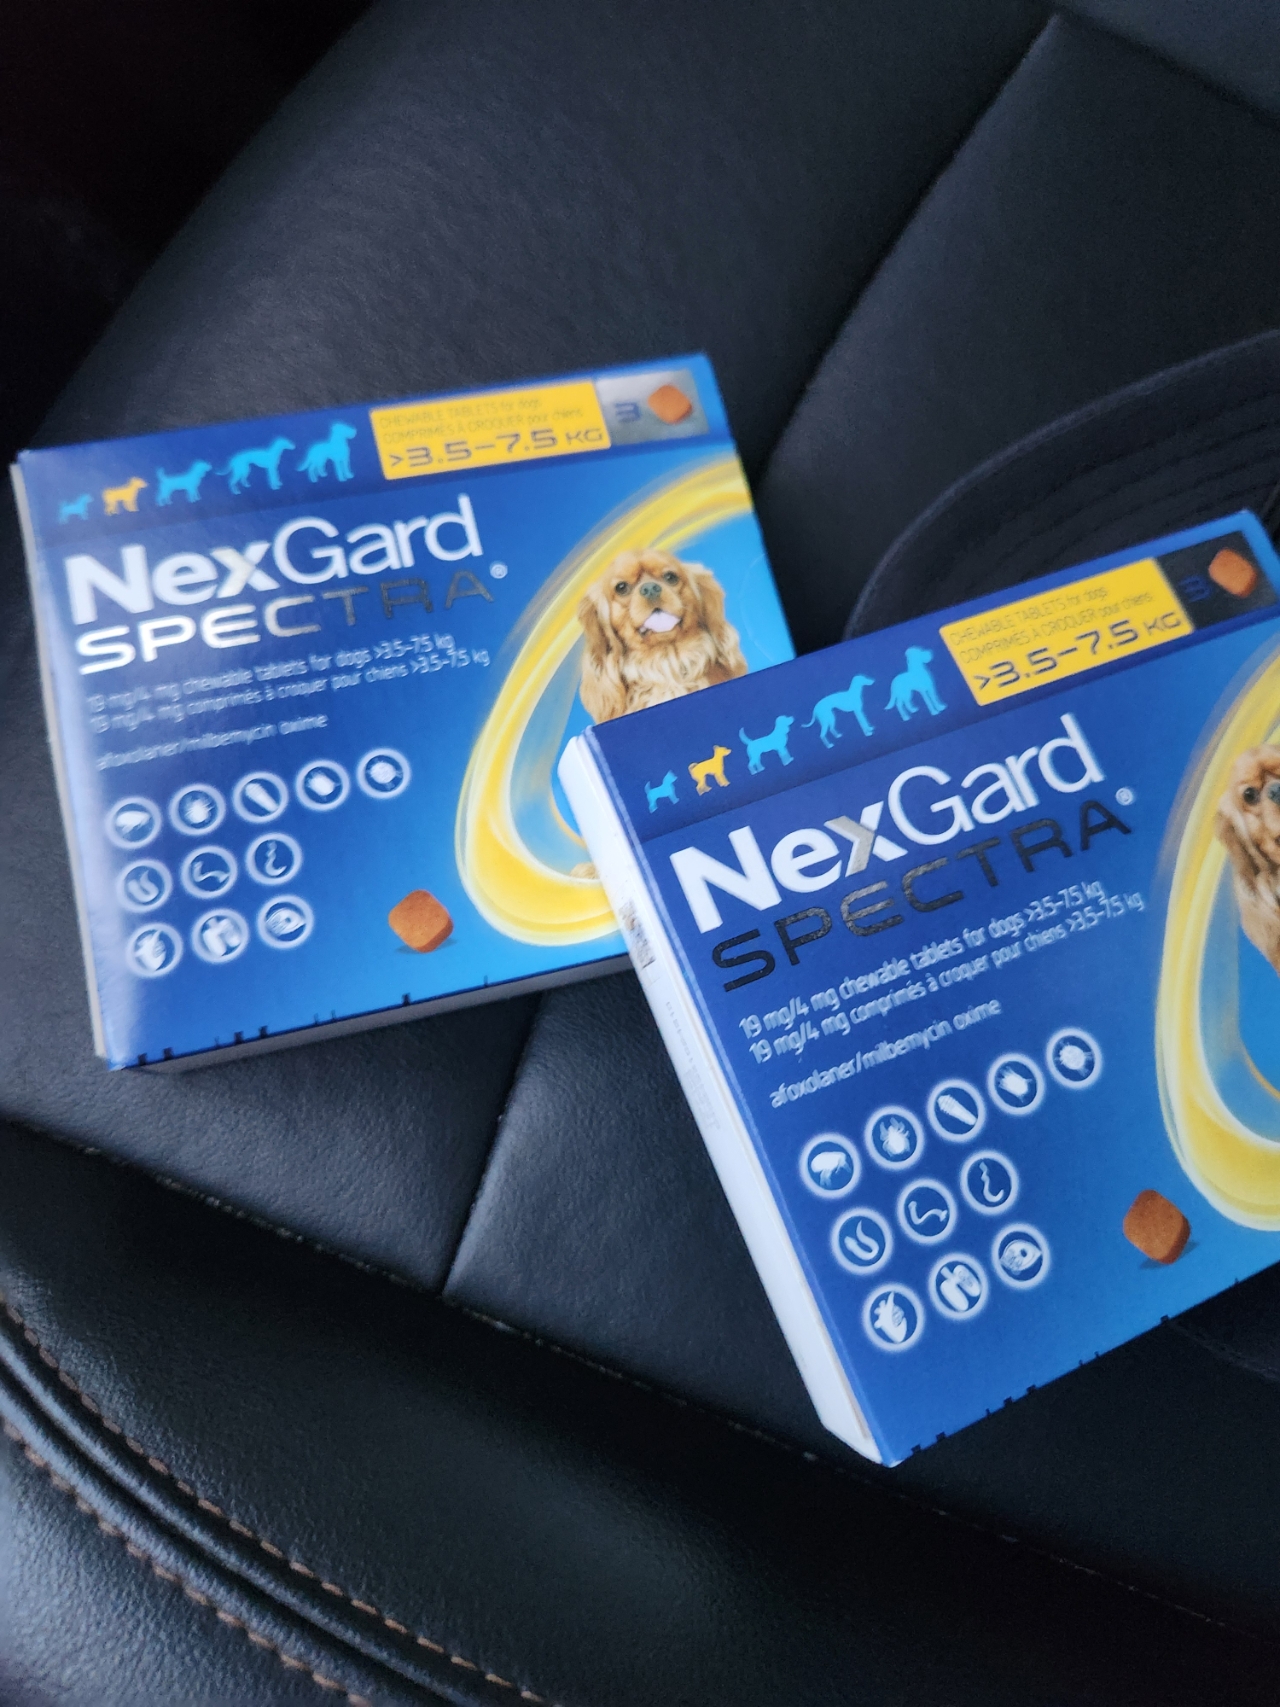 CHEWABLE TABLETS for dogs
COMPRIMÉS À CROQUER pour chiens
>3.5–7.5 KG
3
NexGard
SPECTRA®
19 mg/4 mg chewable tablets for dogs >3.5–7.5 kg
19 mg/4 mg comprimés à croquer pour chiens >3.5–7.5 kg
afoxolaner/milbemycin oxime
CHEWABLE TABLETS for dogs
COMPRIMÉS À CROQUER pour chiens
>3.5–7.5 KG
3
NexGard
SPECTRA®
19 mg/4 mg chewable tablets for dogs >3.5–7.5 kg
19 mg/4 mg comprimés à croquer pour chiens >3.5–7.5 kg
afoxolaner/milbemycin oxime